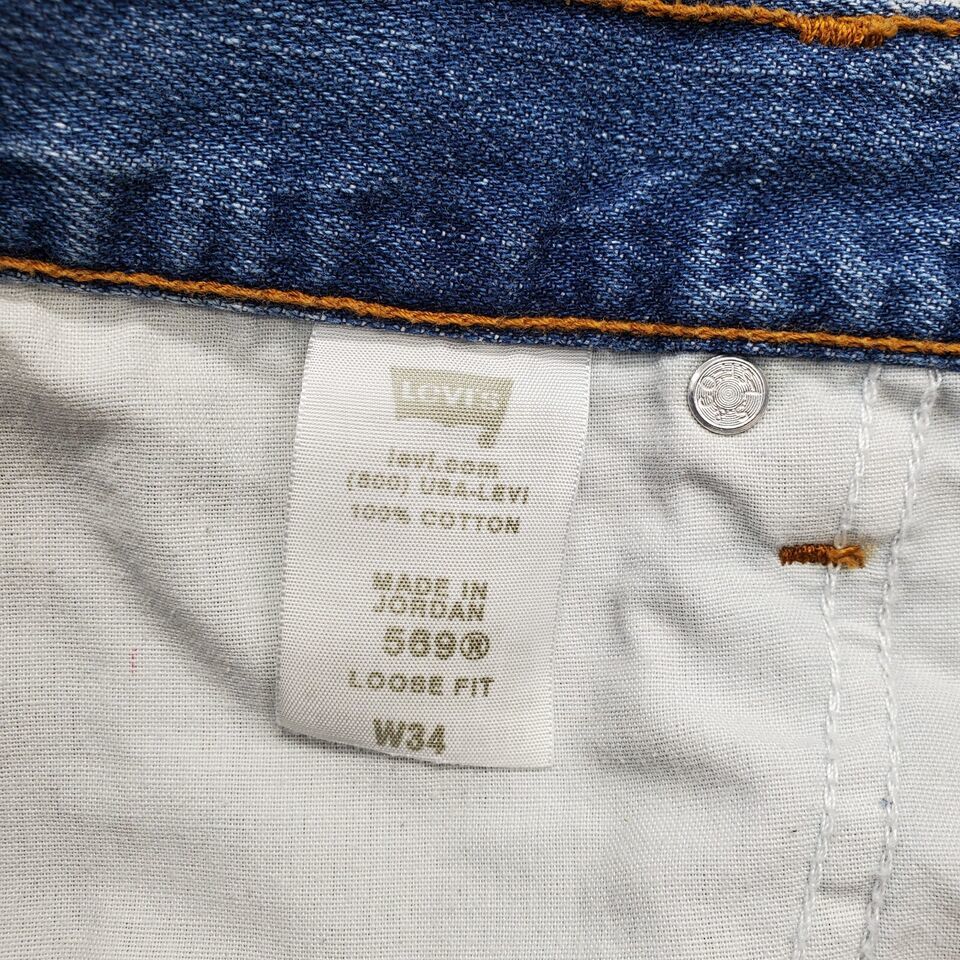 Levi's
levi.com
(800) USA-LEVI
100% COTTON
MADE IN
JORDAN
569®
LOOSE FIT
W34